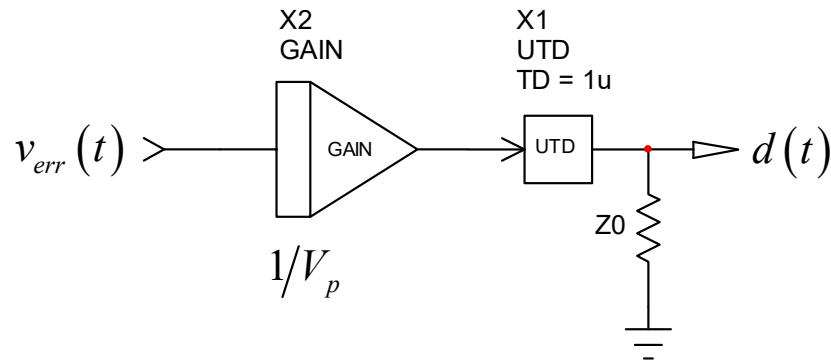 X2
GAIN
X1
UTD
TD = 1u
v_err (t)
GAIN
UTD
d (t)
Z0
1/V_p